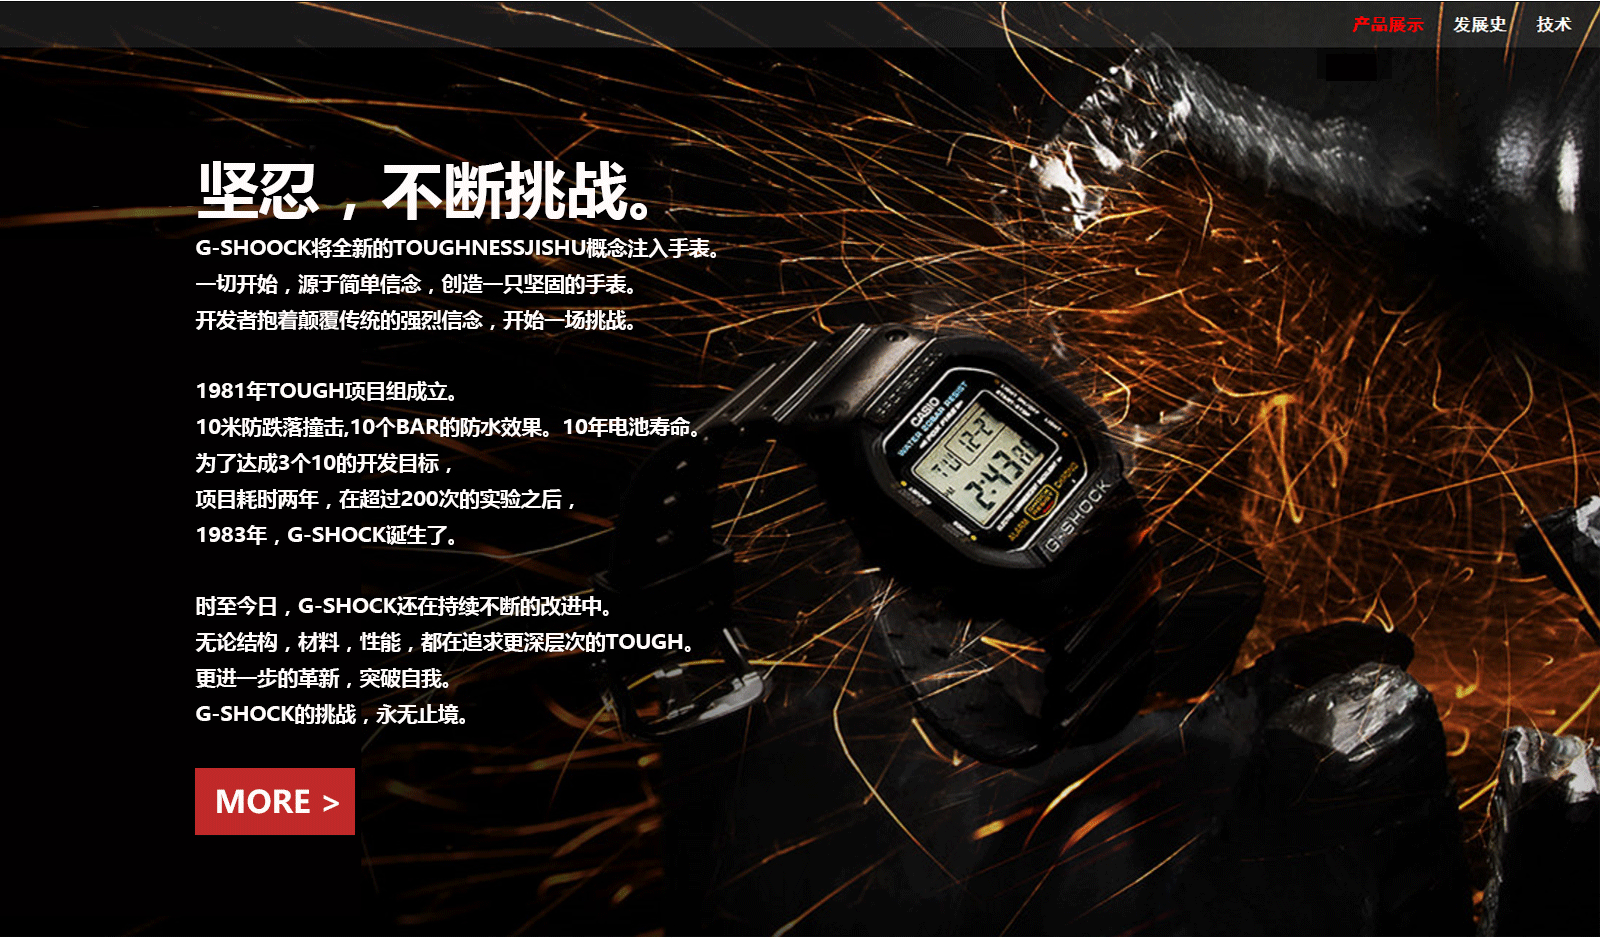 产品展示 发展史 技术
坚忍，不断挑战。
G-SHOOCK将全新的TOUGHNESSJISHU概念注入手表。
一切开始，源于简单信念，创造一只坚固的手表。
开发者抱着颠覆传统的强烈信念，开始一场挑战。
1981年TOUGH项目组成立。
10米防跌落撞击,10个BAR的防水效果。10年电池寿命。
为了达成3个10的开发目标，
项目耗时两年，在超过200次的实验之后，
1983年，G-SHOCK诞生了。
时至今日，G-SHOCK还在持续不断的改进中。
无论结构，材料，性能，都在追求更深层次的TOUGH。
更进一步的革新，突破自我。
G-SHOCK的挑战，永无止境。
MORE >
CASIO
WATER 20BAR RESIST
TU 12-2
2:43
ALARM CHRONO
G-SHOCK